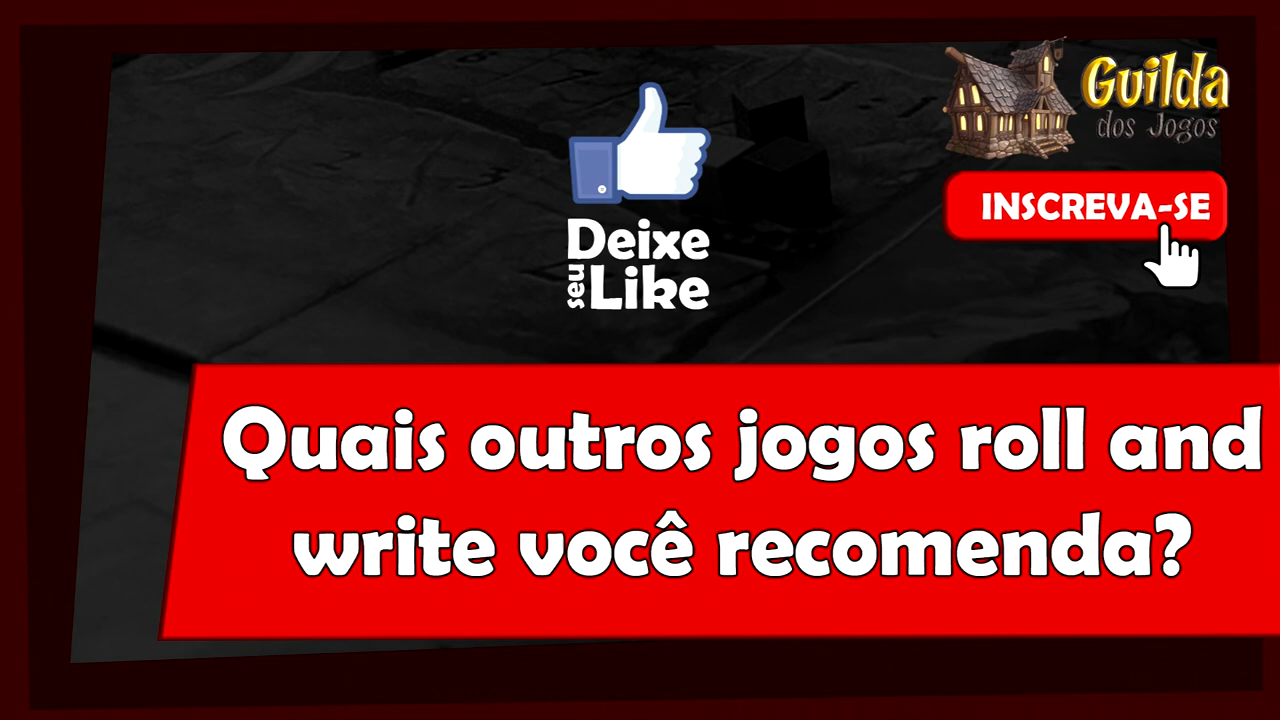 Guilda
dos Jogos
INSCREVA-SE
Deixe
seu Like
Quais outros jogos roll and
write você recomenda?